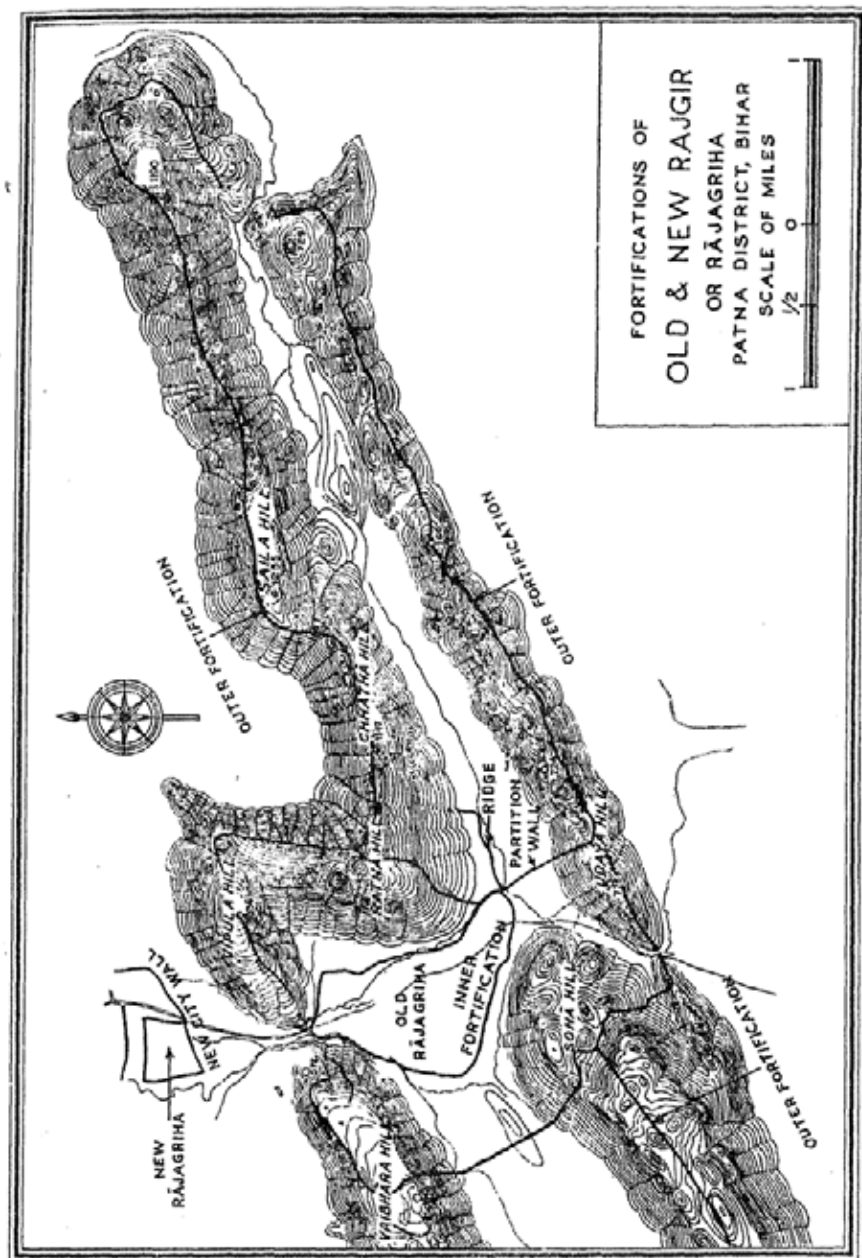 FORTIFICATIONS OF
OLD & NEW RAJGIR
OR RĀJAGRIHA
PATNA DISTRICT, BIHAR
SCALE OF MILES
1 1/2 0 1
NEW
RĀJAGRIHA
NEW CITY WALL
VAIBHARA HILL
VIPULA HILL
OLD
RĀJAGRIHA
INNER
FORTIFICATION
RATNA HILL
CHHATHA HILL
SAILA HILL
OUTER FORTIFICATION
1180
RIDGE
PARTITION
WALL
SONA HILL
UDAYA HILL
OUTER FORTIFICATION
OUTER FORTIFICATION